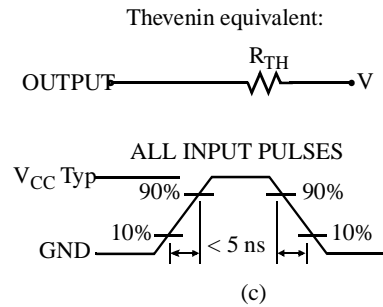 Thevenin equivalent:
R_TH
OUTPUT V
ALL INPUT PULSES
V_CC Typ
90% 90%
10% 10%
GND < 5 ns
(c)